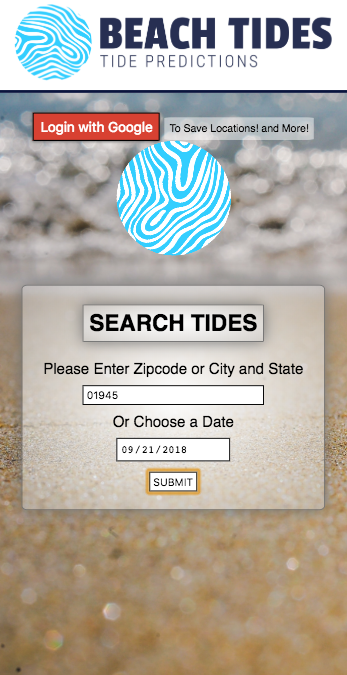 BEACH TIDES
TIDE PREDICTIONS
Login with Google To Save Locations! and More!
SEARCH TIDES
Please Enter Zipcode or City and State
01945
Or Choose a Date
09/21/2018
SUBMIT